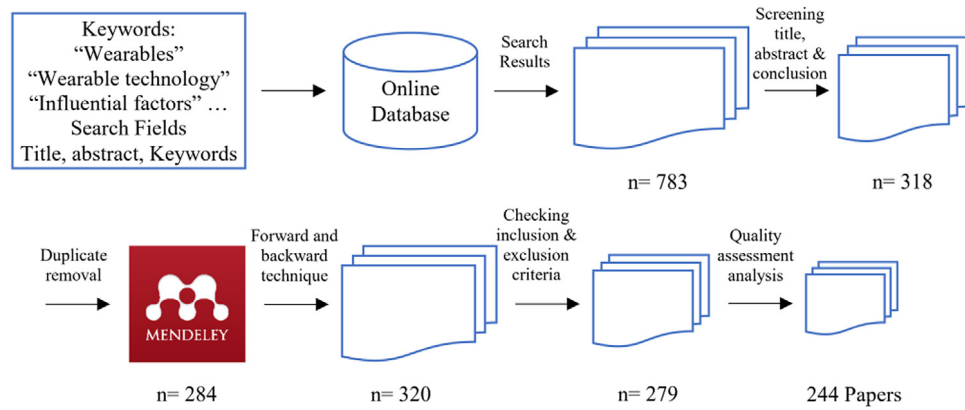 Keywords:
“Wearables”
“Wearable technology”
“Influential factors” …
Search Fields
Title, abstract, Keywords
Online
Database
Search
Results
n= 783
Screening
title,
abstract &
conclusion
n= 318
Duplicate
removal
MENDELEY
n= 284
Forward and
backward
technique
n= 320
Checking
inclusion &
exclusion
criteria
n= 279
Quality
assessment
analysis
244 Papers